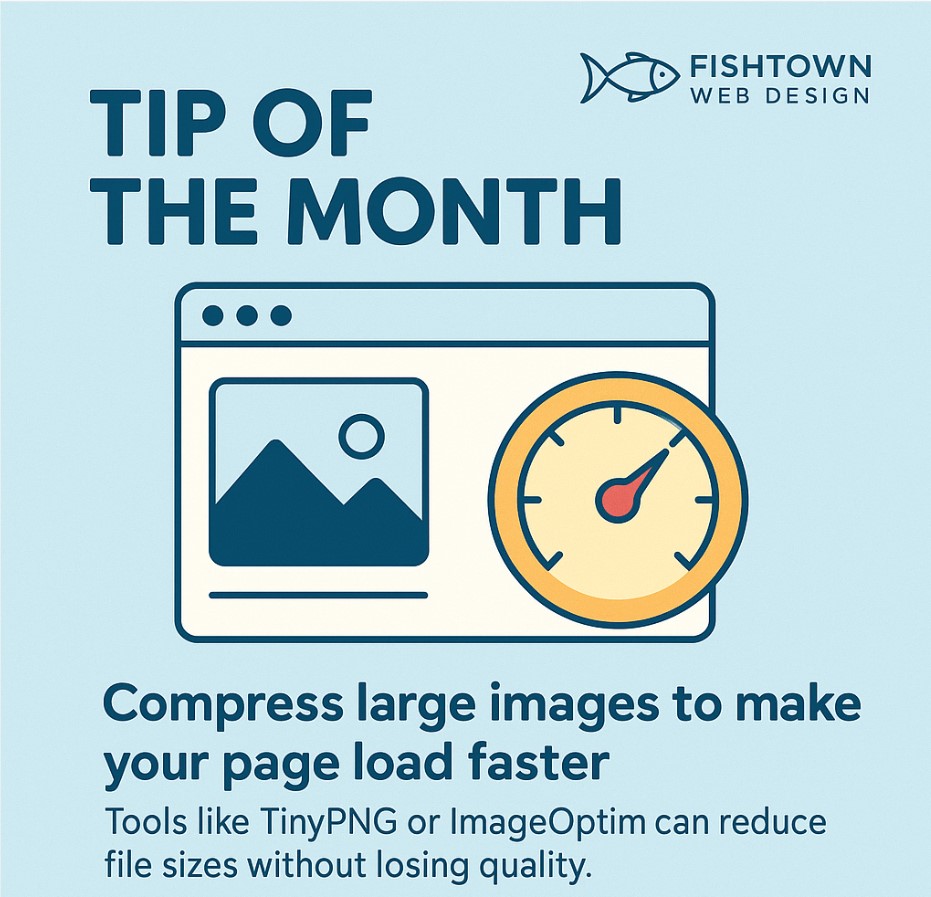 FISHTOWN
WEB DESIGN
TIP OF
THE MONTH
Compress large images to make
your page load faster
Tools like TinyPNG or ImageOptim can reduce
file sizes without losing quality.